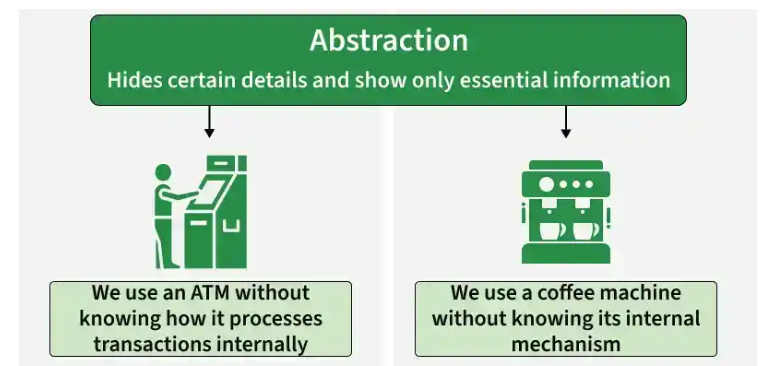 Abstraction
Hides certain details and show only essential information
We use an ATM without
knowing how it processes
transactions internally
We use a coffee machine
without knowing its internal
mechanism